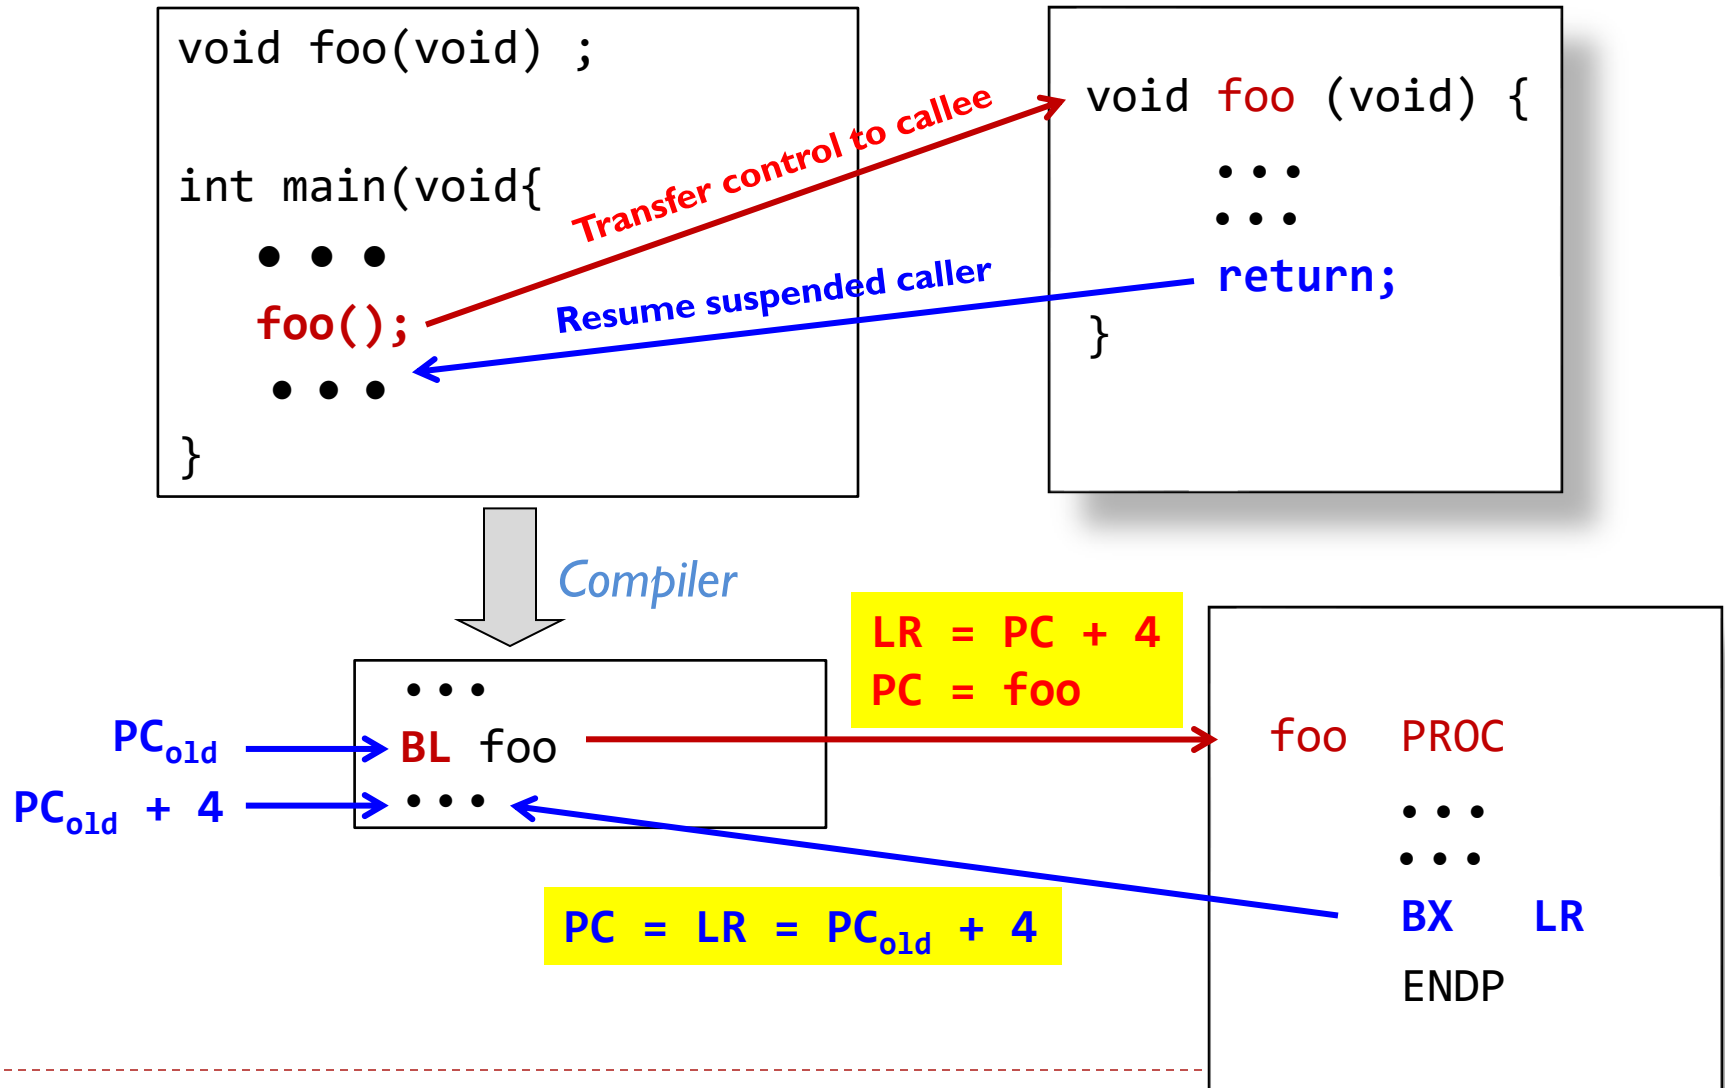 void foo(void) ;
int main(void{
• • •
foo();
• • •
}
Transfer control to callee
Resume suspended caller
void foo (void) {
• • •
• • •
return;
}
Compiler
LR = PC + 4
PC = foo
PCold
PCold + 4
• • •
BL foo
• • •
PC = LR = PCold + 4
foo PROC
• • •
• • •
BX LR
ENDP